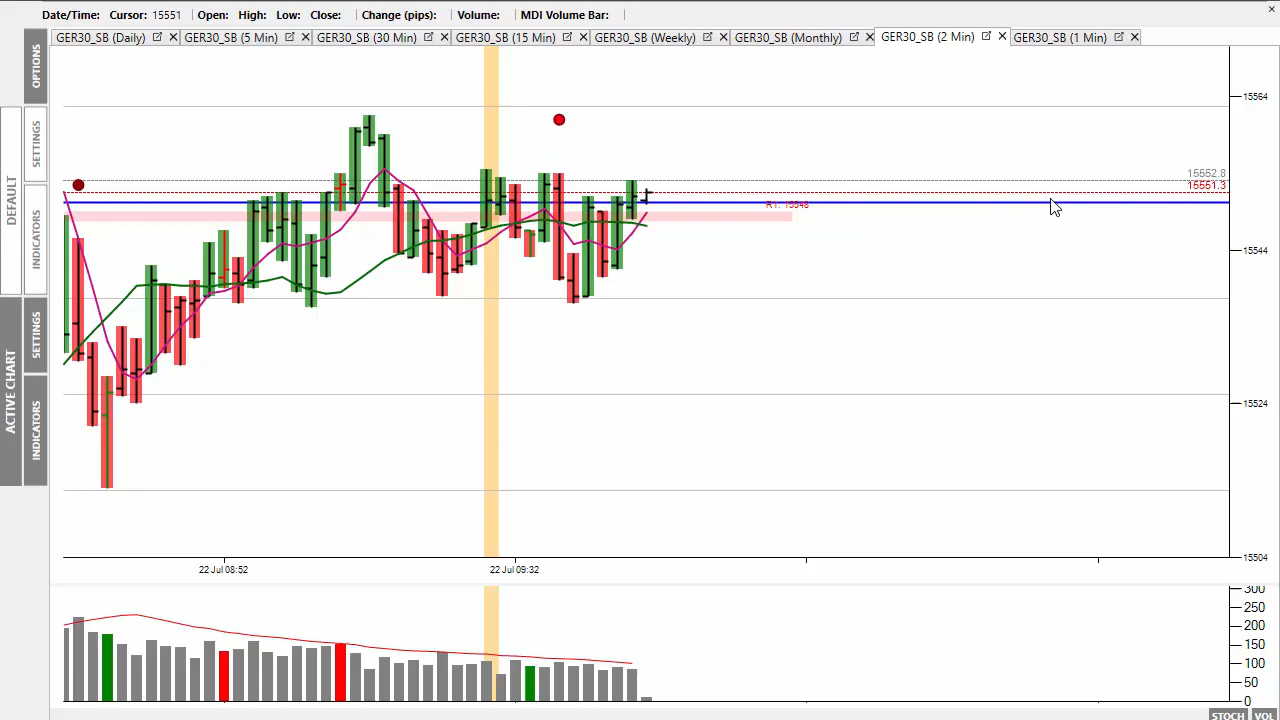 Date/Time: Cursor: 15551 Open: High: Low: Close: Change (pips): Volume: MDI Volume Bar:
GER30_SB (Daily) GER30_SB (5 Min) GER30_SB (30 Min) GER30_SB (15 Min) GER30_SB (Weekly) GER30_SB (Monthly) GER30_SB (2 Min) GER30_SB (1 Min)
OPTIONS
DEFAULT
SETTINGS
INDICATORS
ACTIVE CHART
SETTINGS
INDICATORS
15564
15552.8
15551.3
R1: 15548
15544
15524
15504
22 Jul 08:52 22 Jul 09:32
300
250
200
150
100
50
0
STOCH VOL